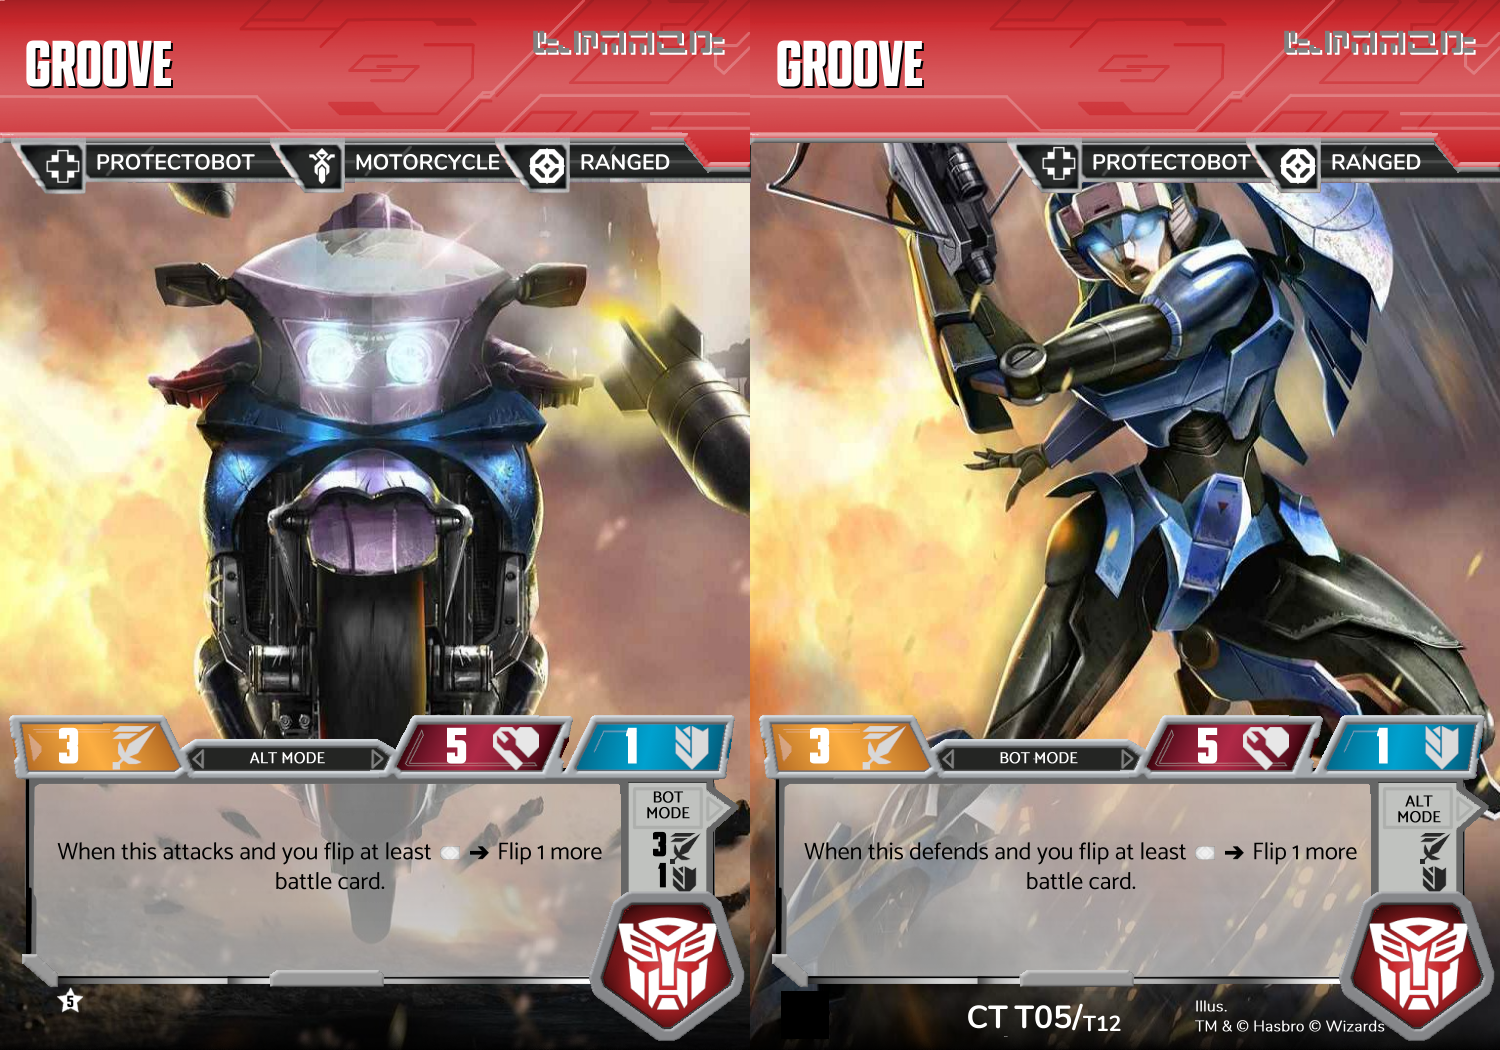 GROOVE
PROTECTOBOT MOTORCYCLE RANGED
3 ALT MODE 5 1
When this attacks and you flip at least ➔ Flip 1 more
battle card.
BOT
MODE
3
1
5
GROOVE
PROTECTOBOT RANGED
3 BOT MODE 5 1
When this defends and you flip at least ➔ Flip 1 more
battle card.
ALT
MODE
CT T05/T12
Illus.
TM & © Hasbro © Wizards